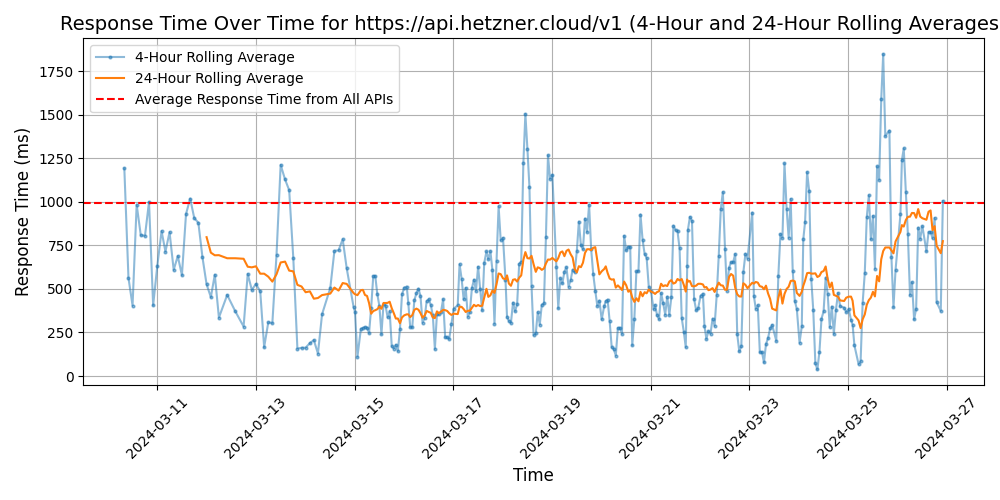 Response Time Over Time for https://api.hetzner.cloud/v1 (4-Hour and 24-Hour Rolling Averages
4-Hour Rolling Average
24-Hour Rolling Average
Average Response Time from All APIs
Response Time (ms)
1750
1500
1250
1000
750
500
250
0
2024-03-11
2024-03-13
2024-03-15
2024-03-17
2024-03-19
2024-03-21
2024-03-23
2024-03-25
2024-03-27
Time